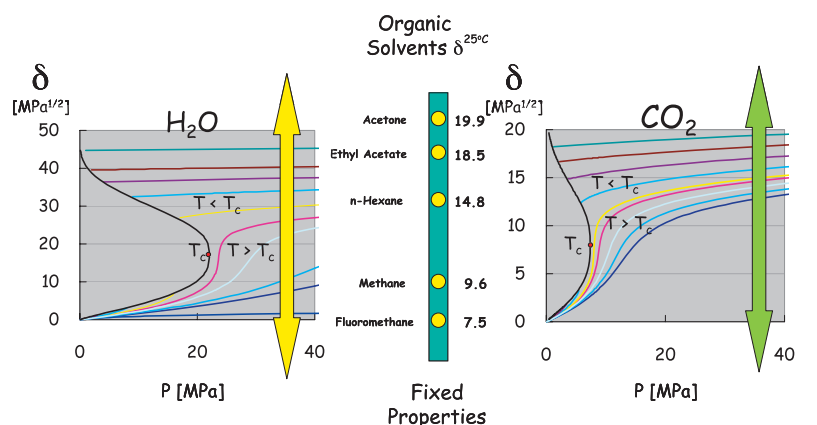 Organic
Solvents δ²⁵ºC
δ
[MPa1/2]
H2O
50
40
30
20
10
0
T < Tc
Tc
T > Tc
0
20
40
P [MPa]
Acetone 19.9
Ethyl Acetate 18.5
n-Hexane 14.8
Methane 9.6
Fluoromethane 7.5
Fixed
Properties
δ
[MPa1/2]
CO2
20
15
10
5
0
T < Tc
T > Tc
Tc
0
20
40
P [MPa]